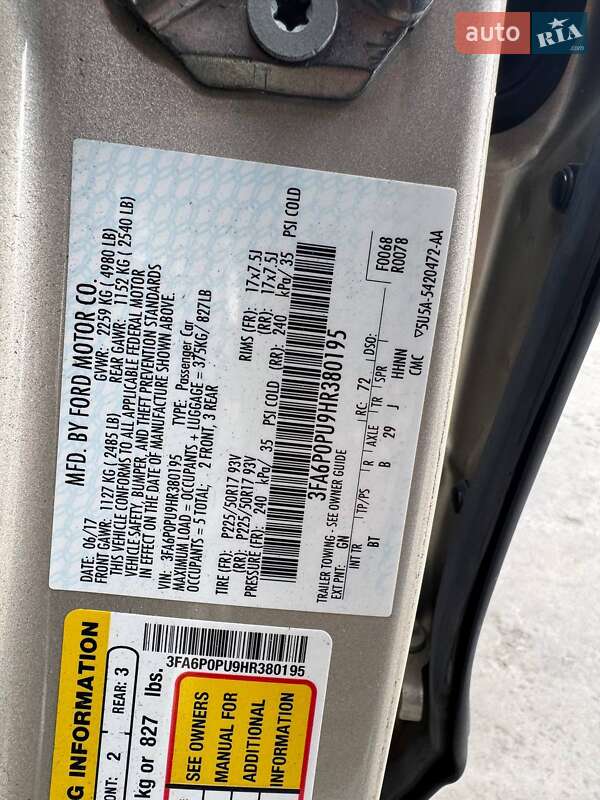 auto RIA
MFD. BY FORD MOTOR CO.
DATE: 06/17 GVWR: 2259 KG ( 4980 LB)
FRONT GAWR: 1127 KG ( 2485 LB) REAR GAWR: 1152 KG ( 2540 LB)
THIS VEHICLE CONFORMS TO ALL APPLICABLE FEDERAL MOTOR
VEHICLE SAFETY, BUMPER, AND THEFT PREVENTION STANDARDS
IN EFFECT ON THE DATE OF MANUFACTURE SHOWN ABOVE.
VIN: 3FA6P0PU9HR380195 TYPE: Passenger Car
MAXIMUM LOAD = OCCUPANTS + LUGGAGE = 375KG/ 827LB
OCCUPANTS = 5 TOTAL; 2 FRONT, 3 REAR
TIRE (FR): P225/50R17 93V RIMS (FR): 17x7.5J
(RR): P225/50R17 93V (RR): 17x7.5J
PRESSURE (FR): 240 kPa/ 35 PSI COLD (RR): 240 kPa/ 35 PSI COLD
3FA6P0PU9HR380195
TRAILER TOWING - SEE OWNER GUIDE F0068
EXT PNT: GN RC: 72 DSO: R0078
INT TR TP/PS R AXLE TR SPR
BT B 29 J HHNN
CMC ▽5U5A-5420472-AA
3FA6P0PU9HR380195
NG INFORMATION
ONT: 2 REAR: 3
kg or 827 lbs.
SEE OWNERS
MANUAL FOR
ADDITIONAL
INFORMATION